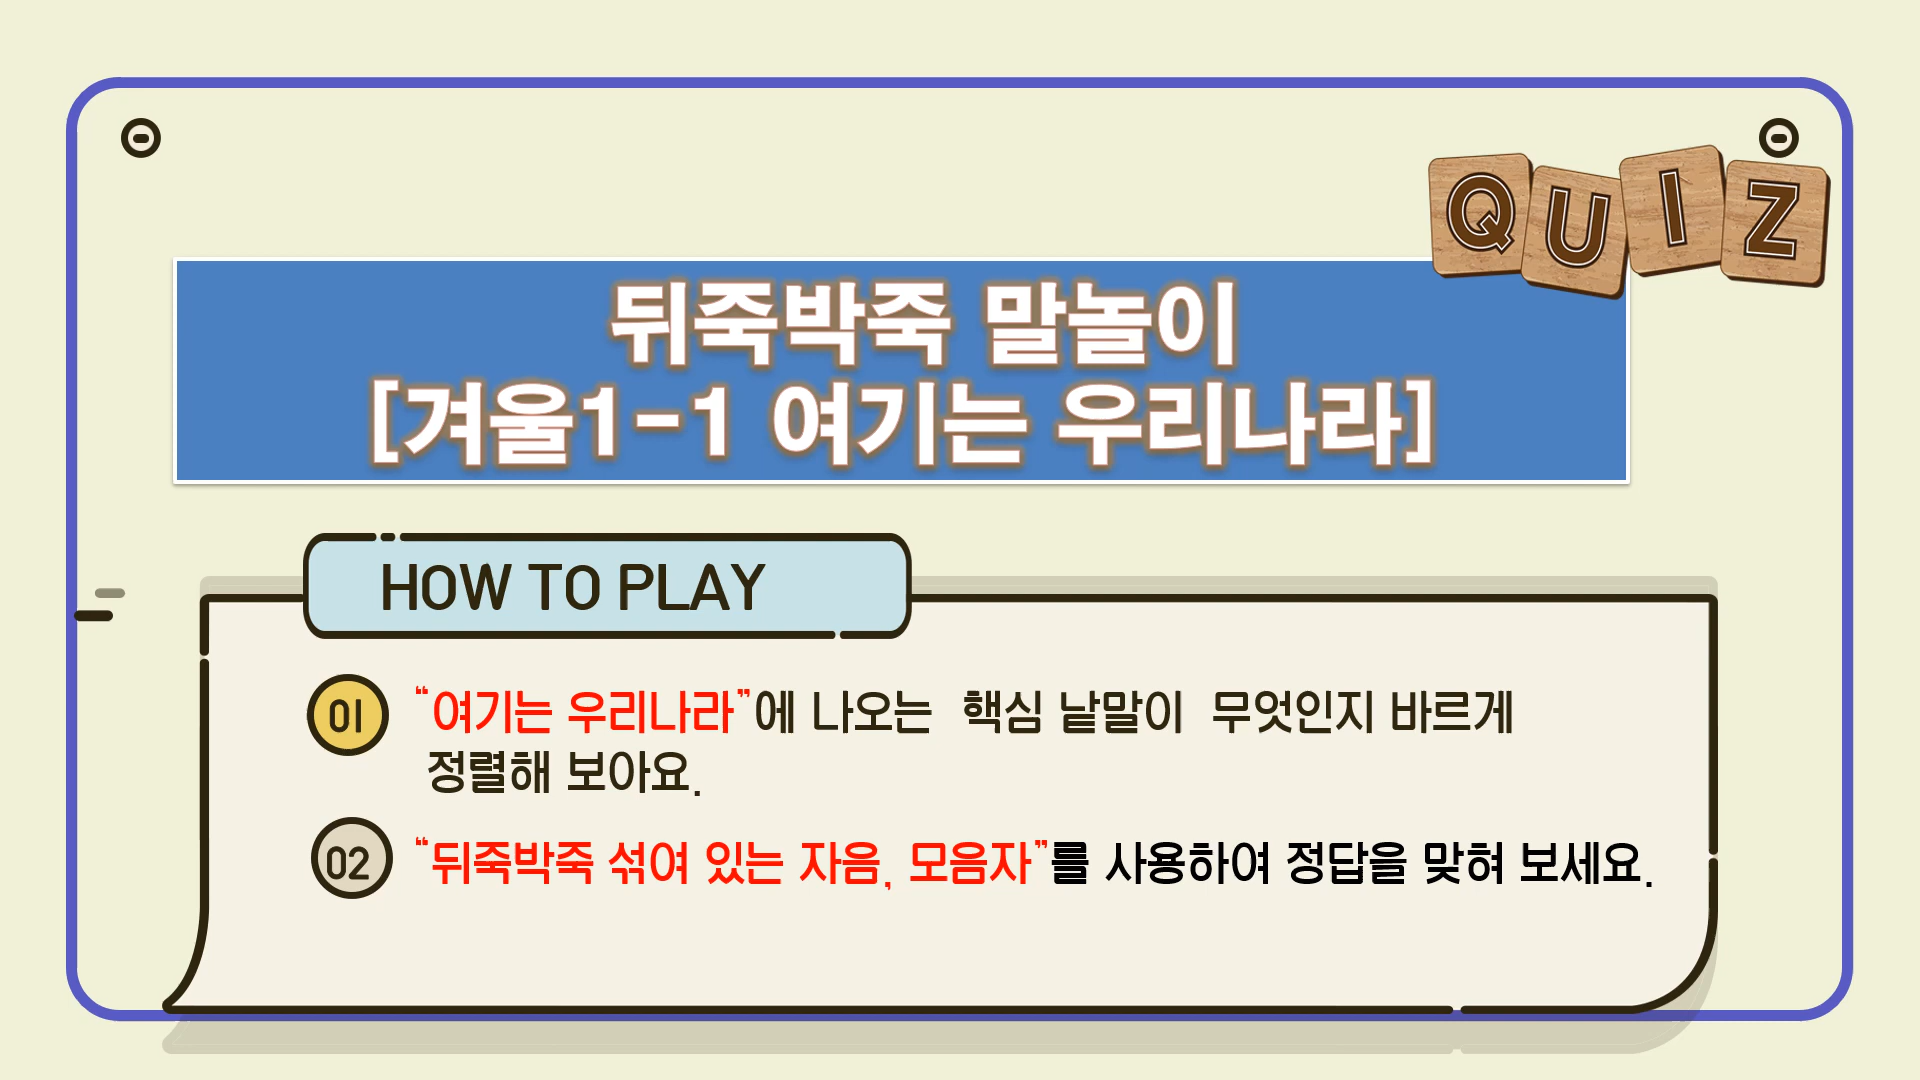 QUIZ
뒤죽박죽 말놀이
[겨울1-1 여기는 우리나라]
HOW TO PLAY
01 “여기는 우리나라”에 나오는 핵심 낱말이 무엇인지 바르게
정렬해 보아요.
02 “뒤죽박죽 섞여 있는 자음, 모음자”를 사용하여 정답을 맞혀 보세요.